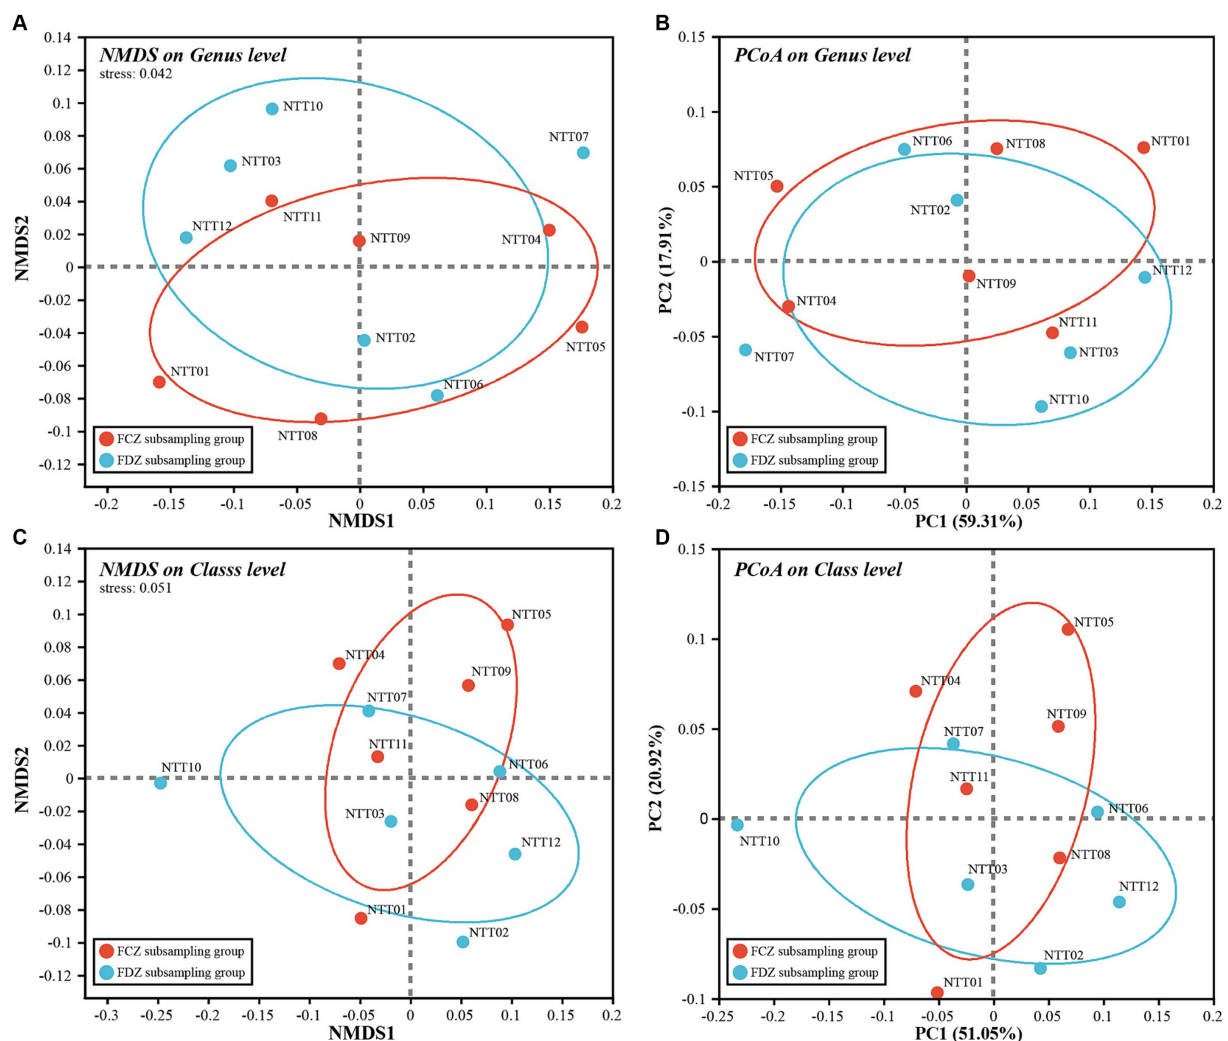 A
NMDS on Genus level
stress: 0.042
0.14
0.12
0.1
0.08
0.06
0.04
0.02
0
-0.02
-0.04
-0.06
-0.08
-0.1
-0.12
NMDS2
NTT10
NTT07
NTT03
NTT11
NTT12
NTT09
NTT04
NTT05
NTT02
NTT01
NTT06
NTT08
FCZ subsampling group
FDZ subsampling group
-0.2 -0.15 -0.1 -0.05 0 0.05 0.1 0.15 0.2
NMDS1
B
PCoA on Genus level
0.15
0.1
0.05
0
-0.05
-0.1
-0.15
PC2 (17.91%)
NTT06
NTT08
NTT01
NTT05
NTT02
NTT12
NTT09
NTT04
NTT11
NTT03
NTT07
NTT10
FCZ subsampling group
FDZ subsampling group
-0.2 -0.15 -0.1 -0.05 0 0.05 0.1 0.15 0.2
PC1 (59.31%)
C
NMDS on Classs level
stress: 0.051
0.14
0.12
0.1
0.08
0.06
0.04
0.02
0
-0.02
-0.04
-0.06
-0.08
-0.1
-0.12
NMDS2
NTT05
NTT04
NTT09
NTT07
NTT11
NTT10
NTT06
NTT08
NTT03
NTT12
NTT01
NTT02
FCZ subsampling group
FDZ subsampling group
-0.3 -0.25 -0.2 -0.15 -0.1 -0.05 0 0.05 0.1 0.15 0.2
NMDS1
D
PCoA on Class level
0.15
0.1
0.05
0
-0.05
-0.1
PC2 (20.92%)
NTT05
NTT04
NTT09
NTT07
NTT11
NTT06
NTT10
NTT08
NTT03
NTT12
NTT02
NTT01
FCZ subsampling group
FDZ subsampling group
-0.25 -0.2 -0.15 -0.1 -0.05 0 0.05 0.1 0.15 0.2
PC1 (51.05%)